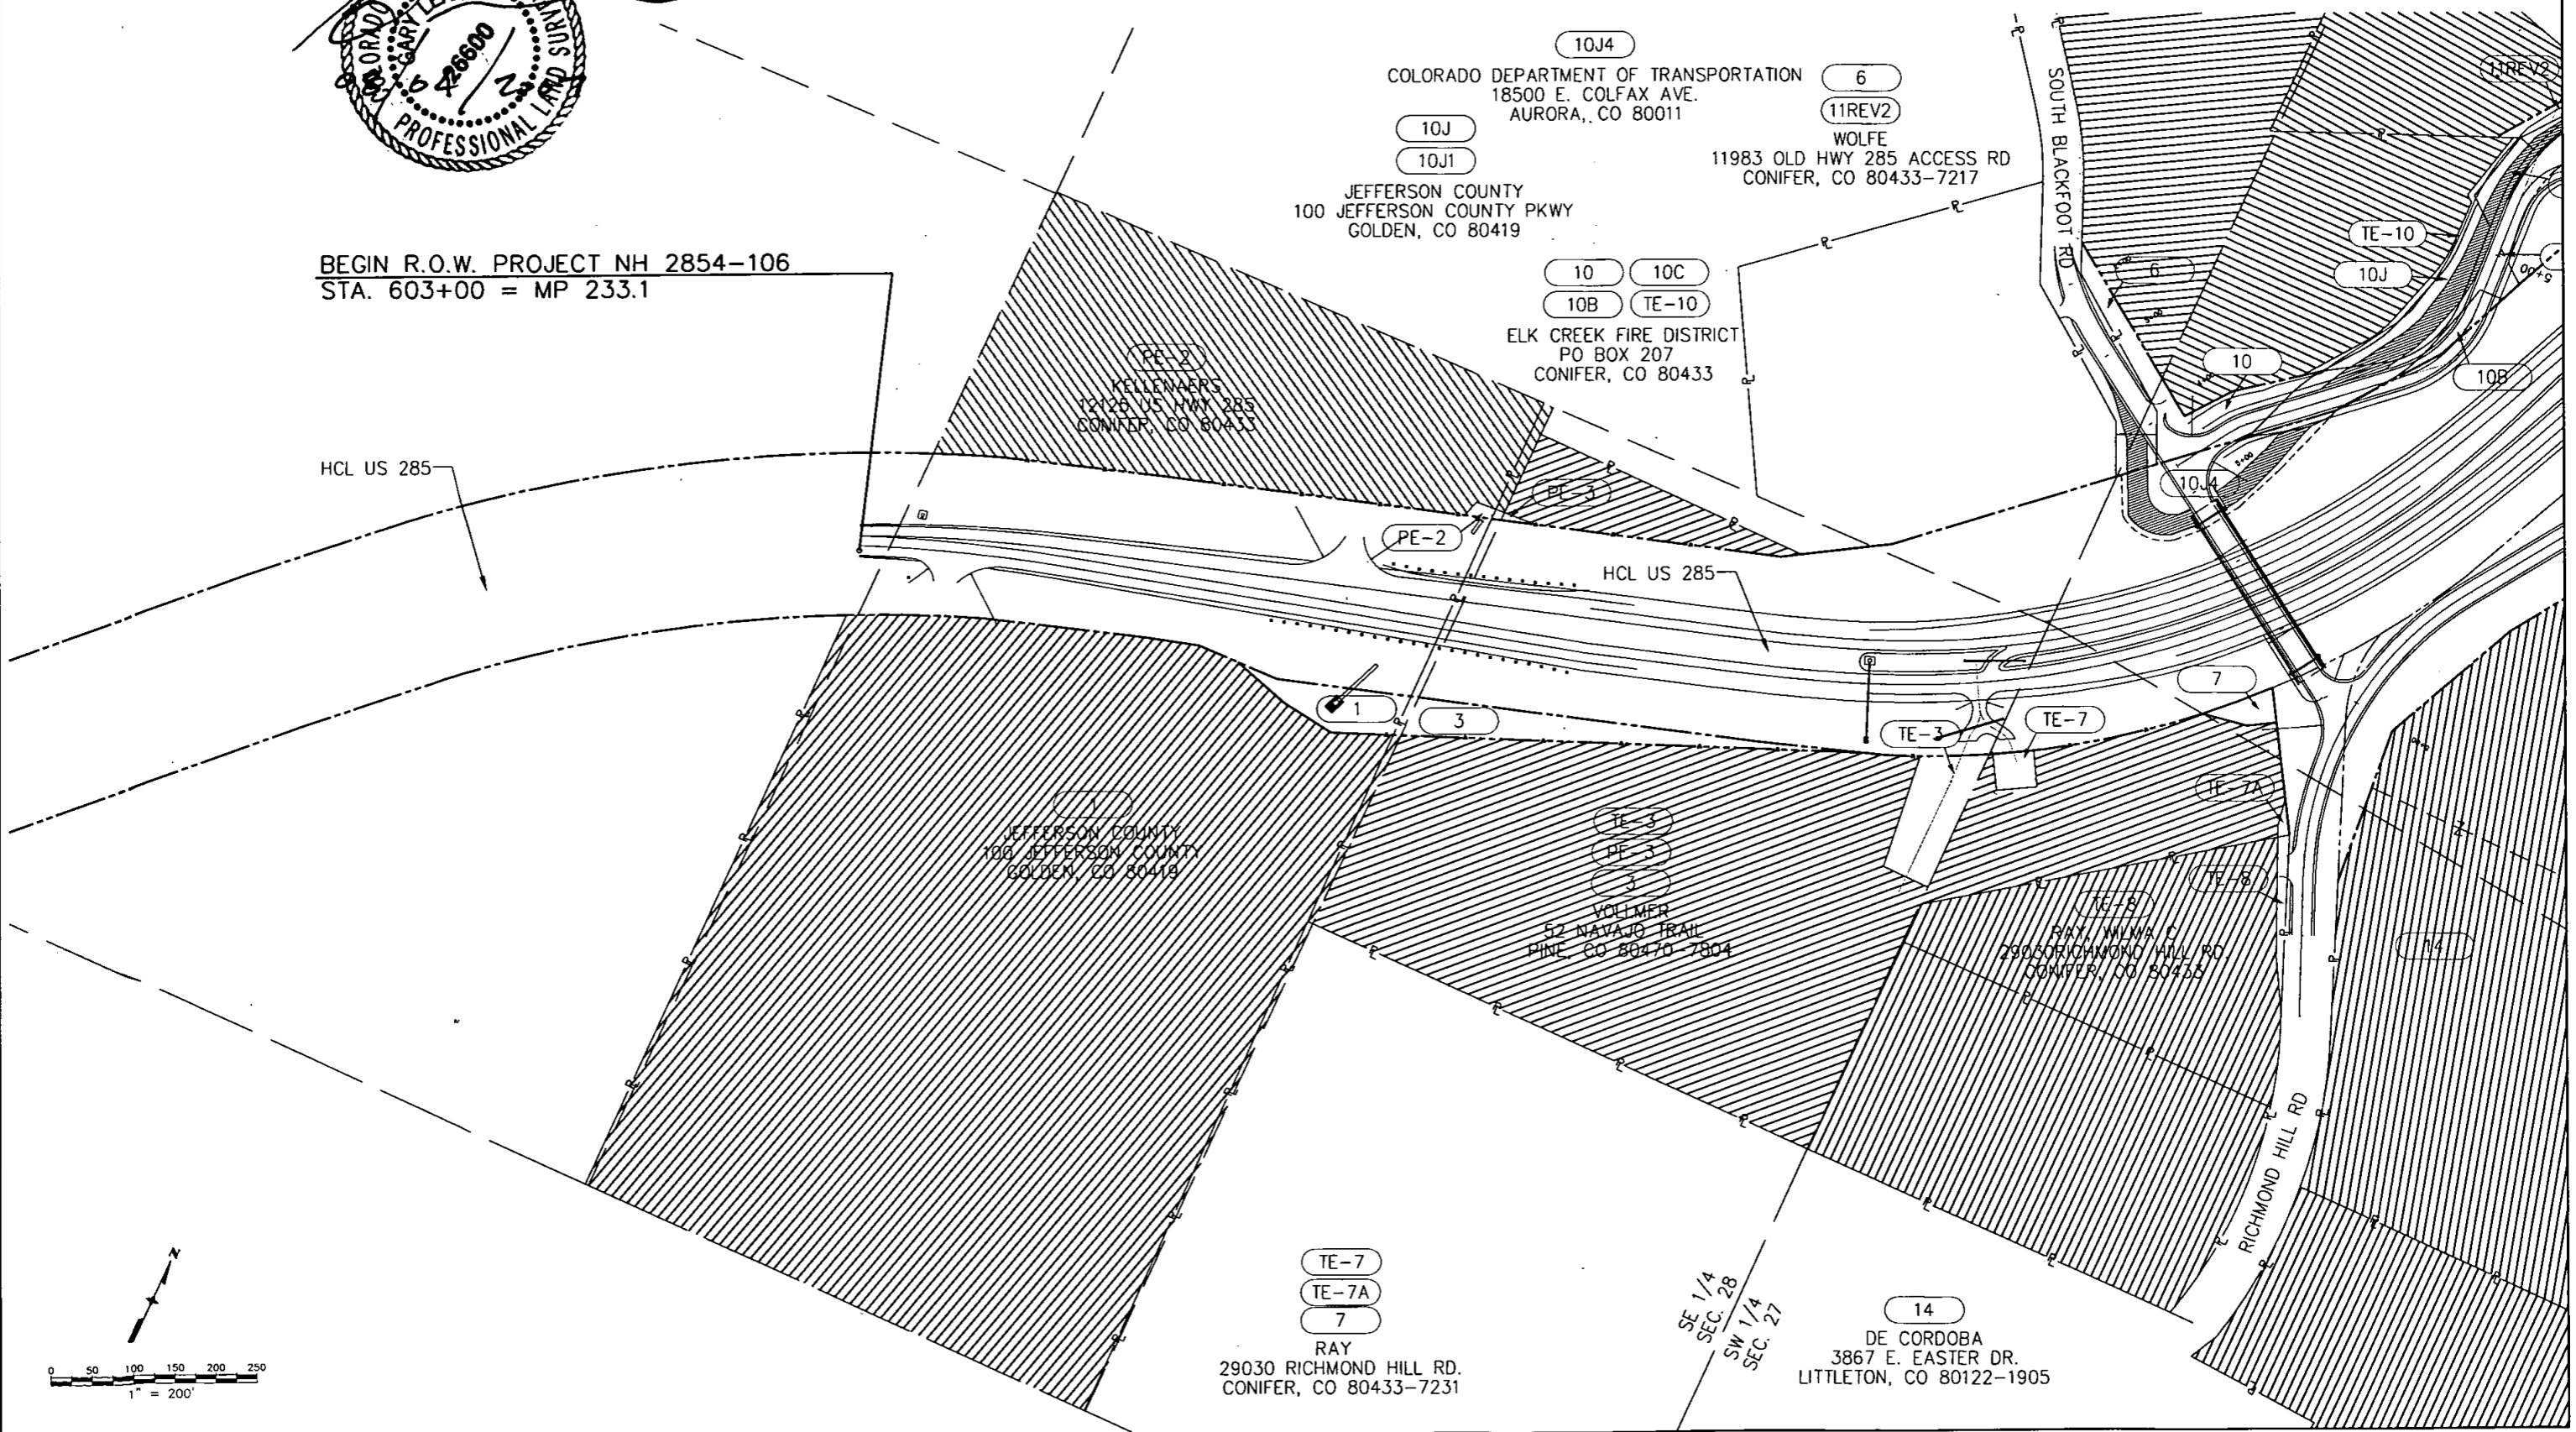 PROFESSIONAL LAND
26600
10J4
COLORADO DEPARTMENT OF TRANSPORTATION
18500 E. COLFAX AVE.
AURORA, CO 80011
6
11REV2
WOLFE
11983 OLD HWY 285 ACCESS RD
CONIFER, CO 80433-7217
10J
10J1
JEFFERSON COUNTY
100 JEFFERSON COUNTY PKWY
GOLDEN, CO 80419
10 10C
10B TE-10
ELK CREEK FIRE DISTRICT
PO BOX 207
CONIFER, CO 80433
SOUTH BLACKFOOT RD
11REV2
TE-10
10J
5+00
6
10
10B
10J4
BEGIN R.O.W. PROJECT NH 2854-106
STA. 603+00 = MP 233.1
PE-2
KELLENAERS
12125 US HWY 285
CONIFER, CO 80433
HCL US 285
PE-3
PE-2
HCL US 285
1
3
TE-3
TE-7
7
TE-7A
TE-8
1
JEFFERSON COUNTY
100 JEFFERSON COUNTY
GOLDEN, CO 80419
TE-3
PE-3
3
VOLLMER
52 NAVAJO TRAIL
PINE, CO 80470-7804
TE-8
RAY, WILMA C
29030RICHMOND HILL RD.
CONIFER, CO 80433
14
RICHMOND HILL RD
TE-7
TE-7A
7
RAY
29030 RICHMOND HILL RD.
CONIFER, CO 80433-7231
SE 1/4
SEC. 28
SW 1/4
SEC. 27
14
DE CORDOBA
3867 E. EASTER DR.
LITTLETON, CO 80122-1905
N
0 50 100 150 200 250
1" = 200'